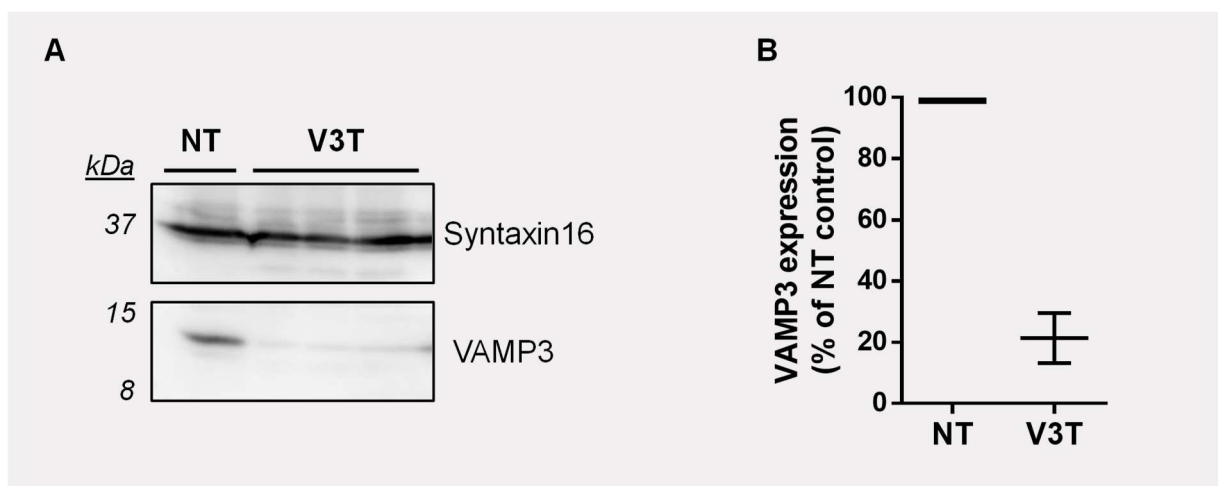 A
NT V3T
kDa
37
Syntaxin16
15
VAMP3
8
B
VAMP3 expression
(% of NT control)
100
80
60
40
20
0
NT V3T